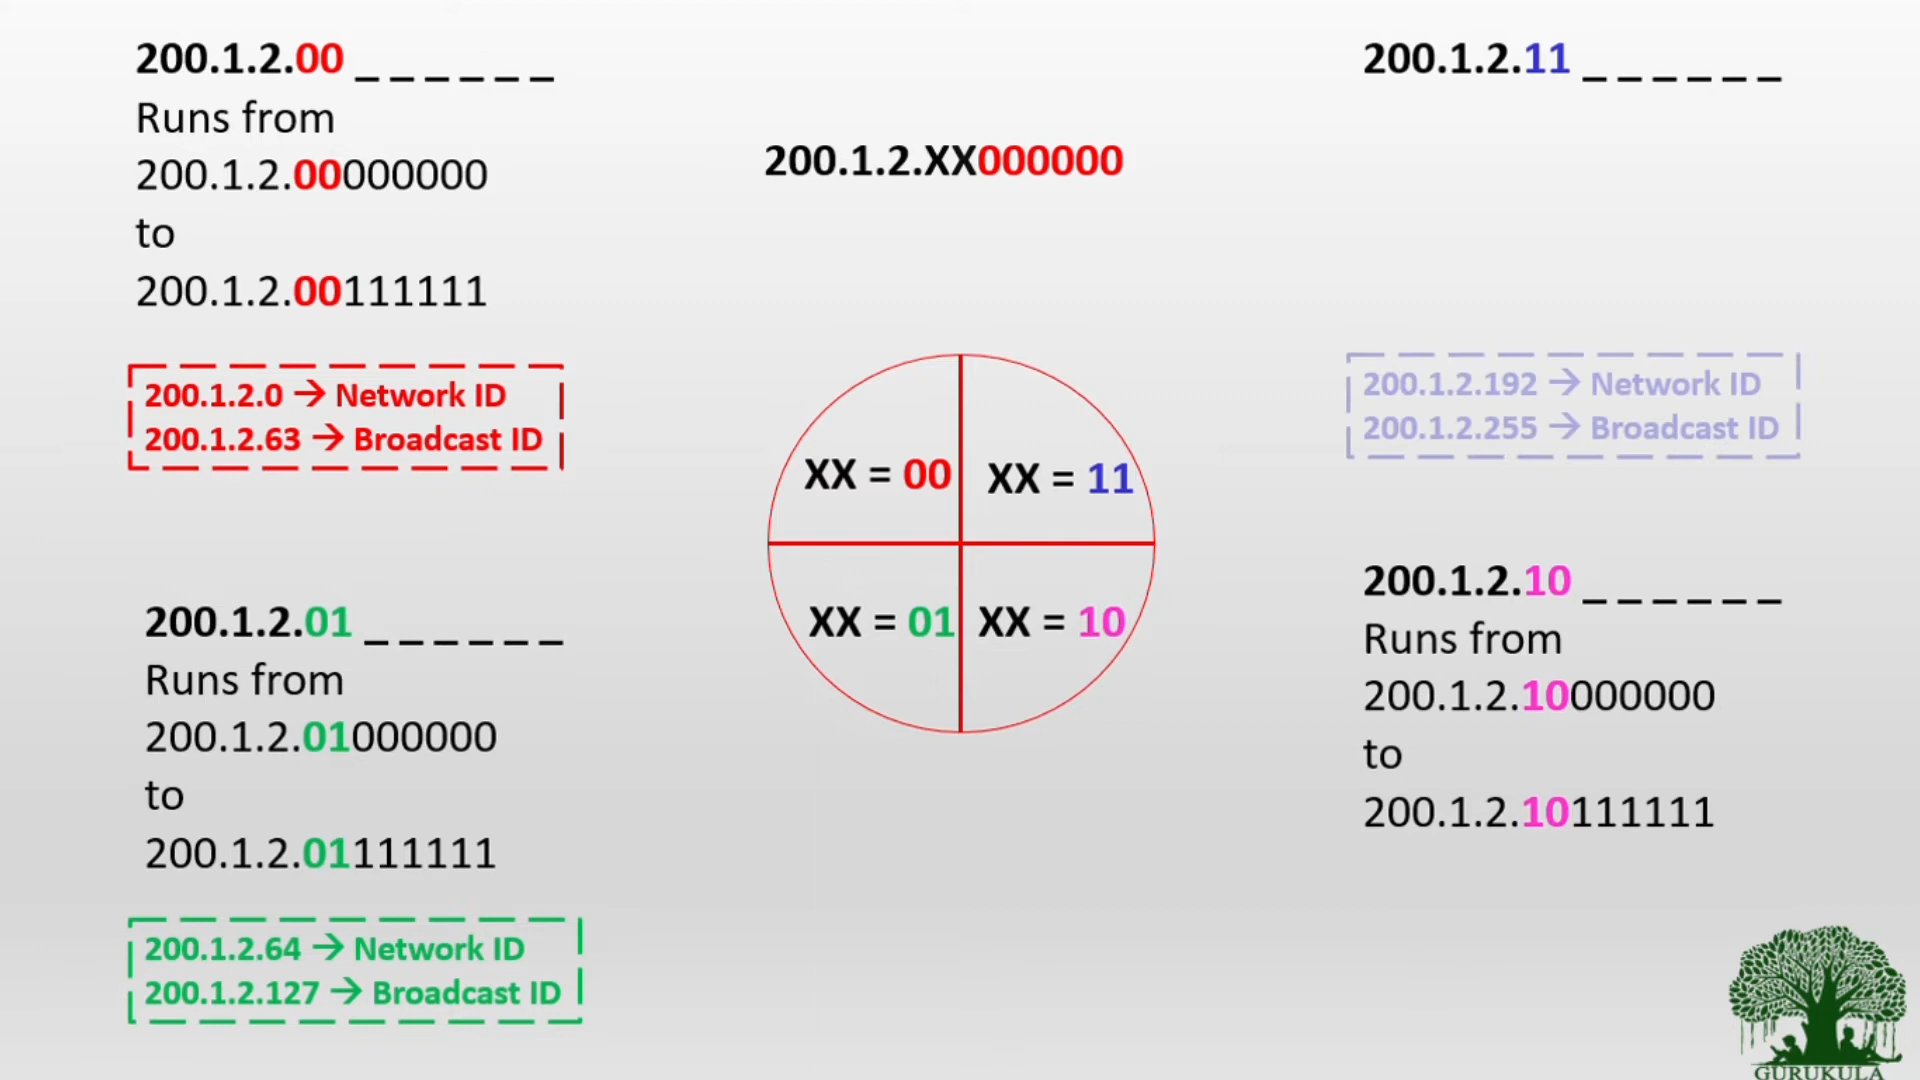 200.1.2.00 _ _ _ _ _ _
Runs from
200.1.2.00000000
to
200.1.2.00111111
200.1.2.0 → Network ID
200.1.2.63 → Broadcast ID
200.1.2.01 _ _ _ _ _ _
Runs from
200.1.2.01000000
to
200.1.2.01111111
200.1.2.64 → Network ID
200.1.2.127 → Broadcast ID
200.1.2.XX000000
XX = 00
XX = 11
XX = 01
XX = 10
200.1.2.11 _ _ _ _ _ _
200.1.2.192 → Network ID
200.1.2.255 → Broadcast ID
200.1.2.10 _ _ _ _ _ _
Runs from
200.1.2.10000000
to
200.1.2.10111111
GURUKULA